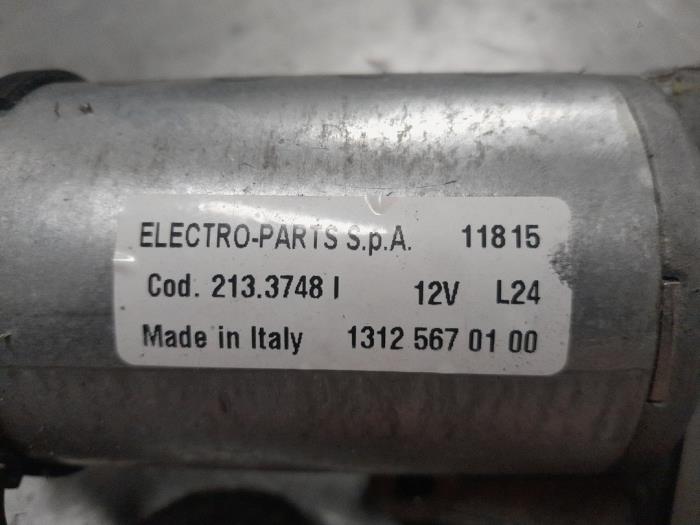 ELECTRO-PARTS S.p.A. 11815
Cod. 213.3748 I 12V L24
Made in Italy 1312 567 01 00